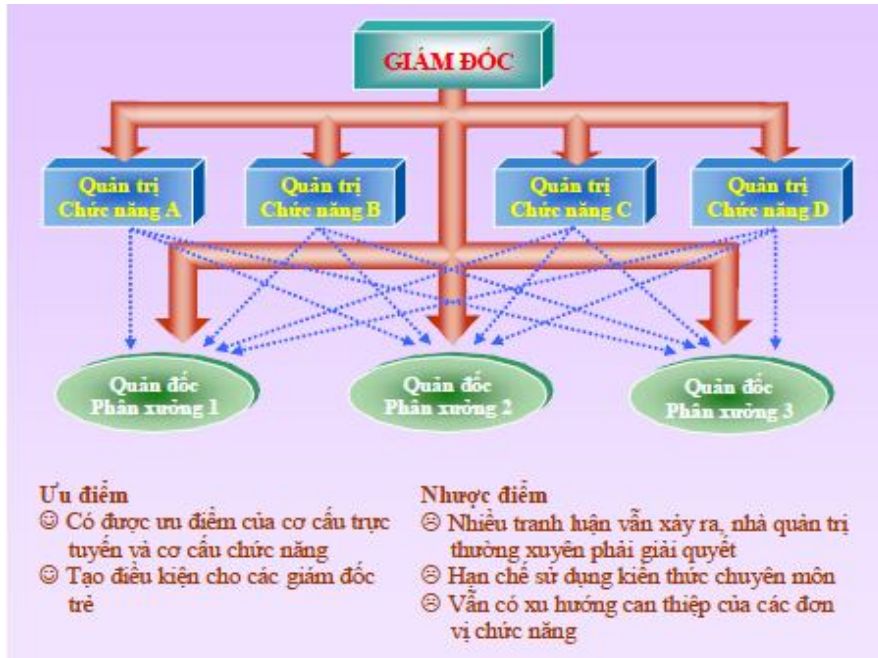 GIÁM ĐỐC
Quản trị
Chức năng A
Quản trị
Chức năng B
Quản trị
Chức năng C
Quản trị
Chức năng D
Quản đốc
Phân xưởng 1
Quản đốc
Phân xưởng 2
Quản đốc
Phân xưởng 3
Ưu điểm
☺ Có được ưu điểm của cơ cấu trực
tuyến và cơ cấu chức năng
☺ Tạo điều kiện cho các giám đốc
trẻ
Nhược điểm
☹ Nhiều tranh luận vẫn xảy ra, nhà quản trị
thường xuyên phải giải quyết
☹ Hạn chế sử dụng kiến thức chuyên môn
☹ Vẫn có xu hướng can thiệp của các đơn
vị chức năng